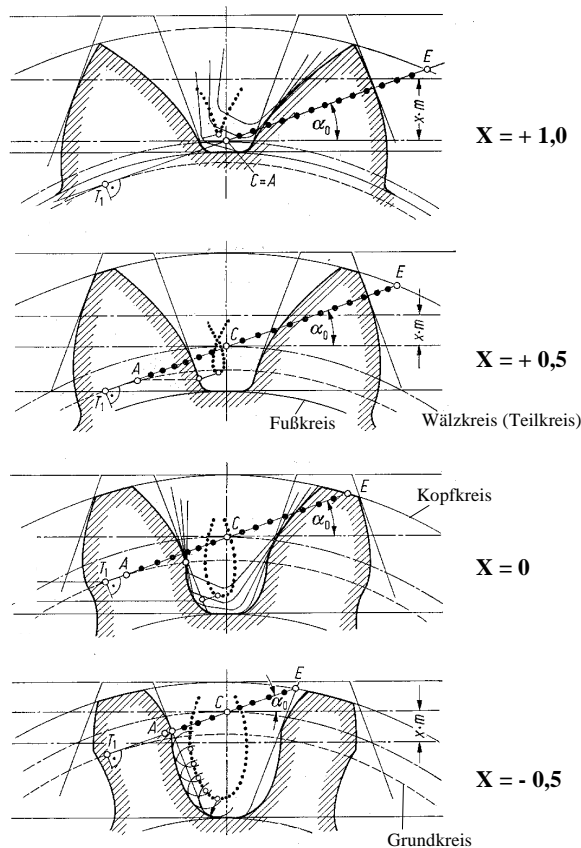 E
α₀
x·m
X = + 1,0
T₁
C=A
E
C
α₀
x·m
X = + 0,5
A
T₁
Fußkreis
Wälzkreis (Teilkreis)
E
Kopfkreis
C
α₀
T₁
A
X = 0
E
C
α₀
x·m
A
T₁
X = - 0,5
Grundkreis